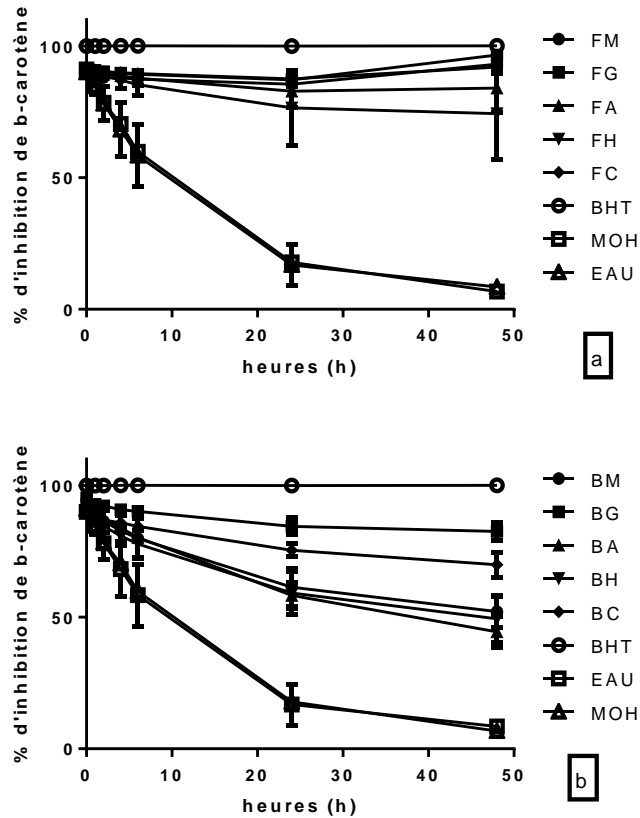 % d'inhibition de b-carotène
100
50
0
0 10 20 30 40 50
heures (h)
FM
FG
FA
FH
FC
BHT
MOH
EAU
a
% d'inhibition de b-carotène
100
50
0
0 10 20 30 40 50
heures (h)
BM
BG
BA
BH
BC
BHT
EAU
MOH
b